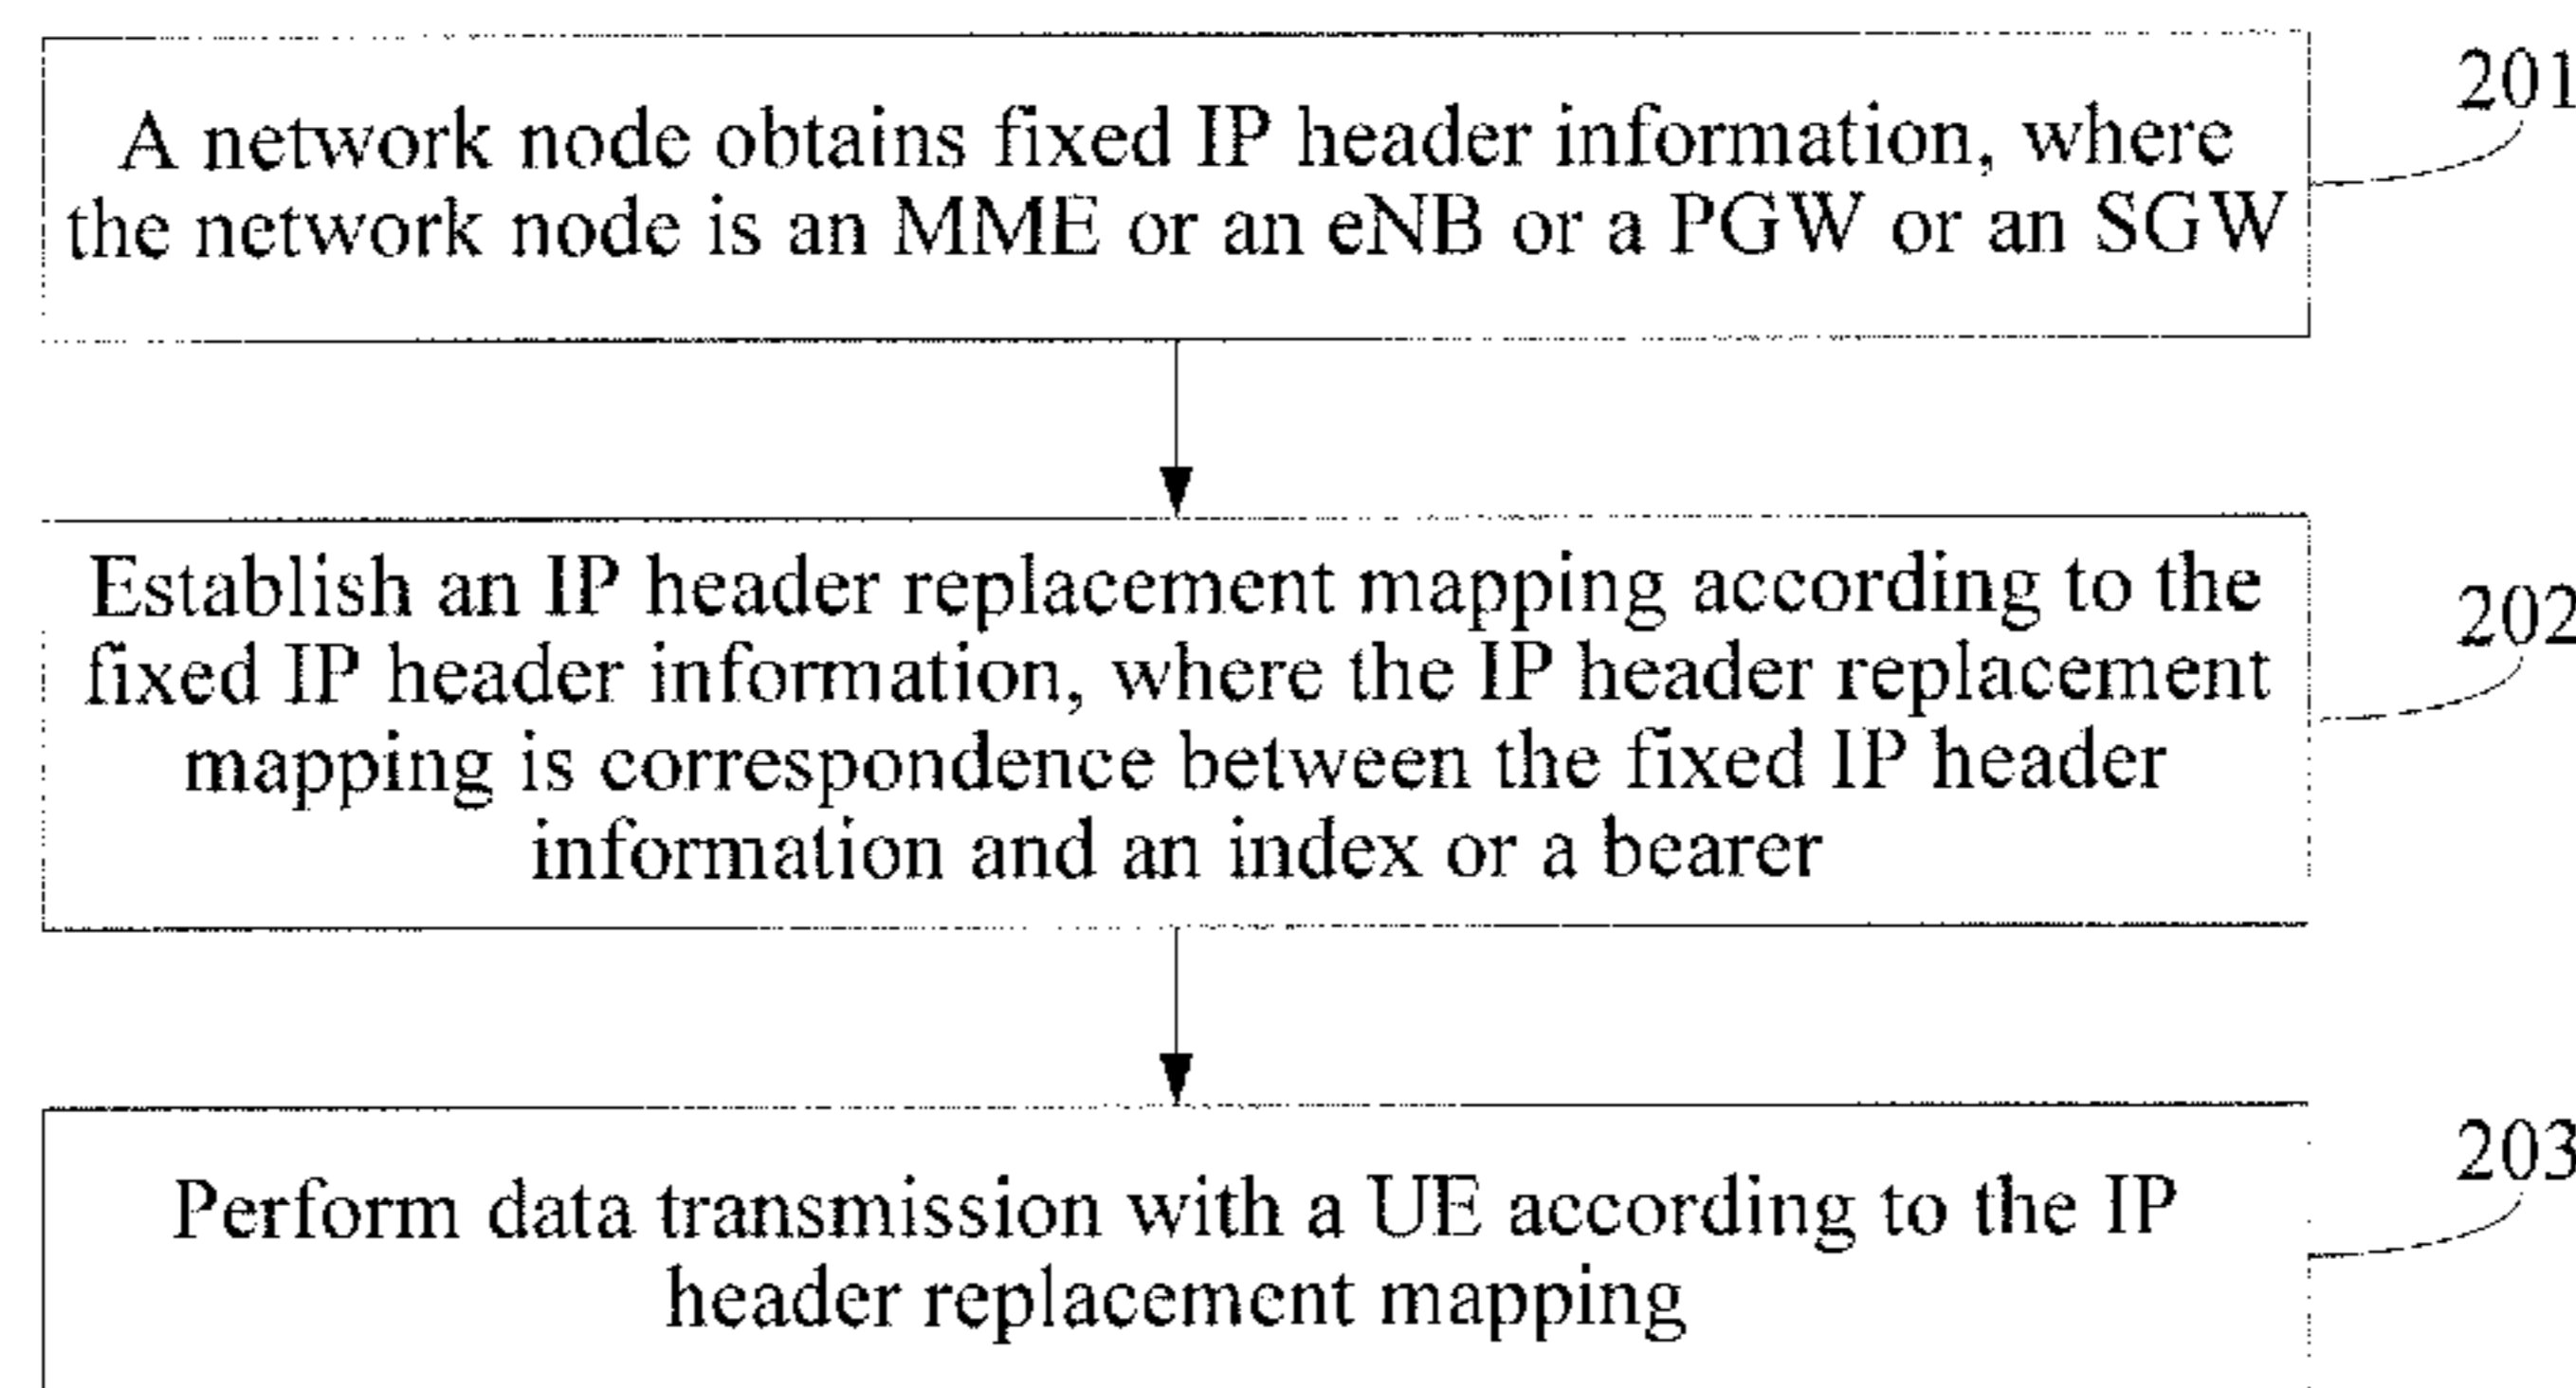 201
A network node obtains fixed IP header information, where
the network node is an MME or an eNB or a PGW or an SGW
202
Establish an IP header replacement mapping according to the
fixed IP header information, where the IP header replacement
mapping is correspondence between the fixed IP header
information and an index or a bearer
203
Perform data transmission with a UE according to the IP
header replacement mapping